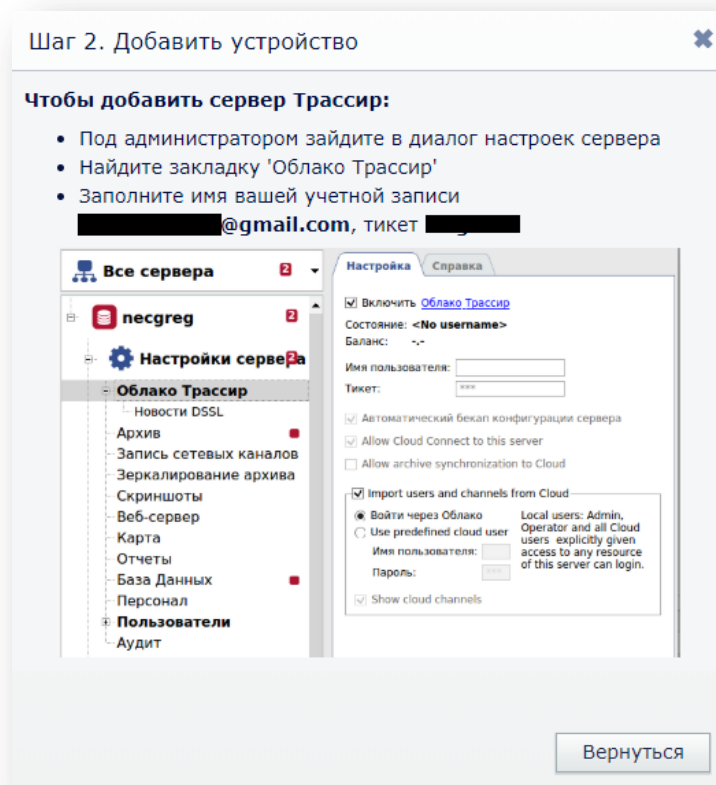 Шаг 2. Добавить устройство
Чтобы добавить сервер Трассир:
Под администратором зайдите в диалог настроек сервера
Найдите закладку 'Облако Трассир'
Заполните имя вашей учетной записи
@gmail.com, тикет
Все сервера 2
necgreg 2
Настройки сервера 2
Облако Трассир
Новости DSSL
Архив
Запись сетевых каналов
Зеркалирование архива
Скриншоты
Веб-сервер
Карта
Отчеты
База Данных
Персонал
Пользователи
Аудит
Настройка Справка
Включить Облако Трассир
Состояние: <No username>
Баланс: -.-
Имя пользователя:
Тикет: ***
Автоматический бекап конфигурации сервера
Allow Cloud Connect to this server
Allow archive synchronization to Cloud
Import users and channels from Cloud
Войти через Облако
Use predefined cloud user
Имя пользователя:
Пароль: ***
Local users: Admin,
Operator and all Cloud
users explicitly given
access to any resource
of this server can login.
Show cloud channels
Вернуться